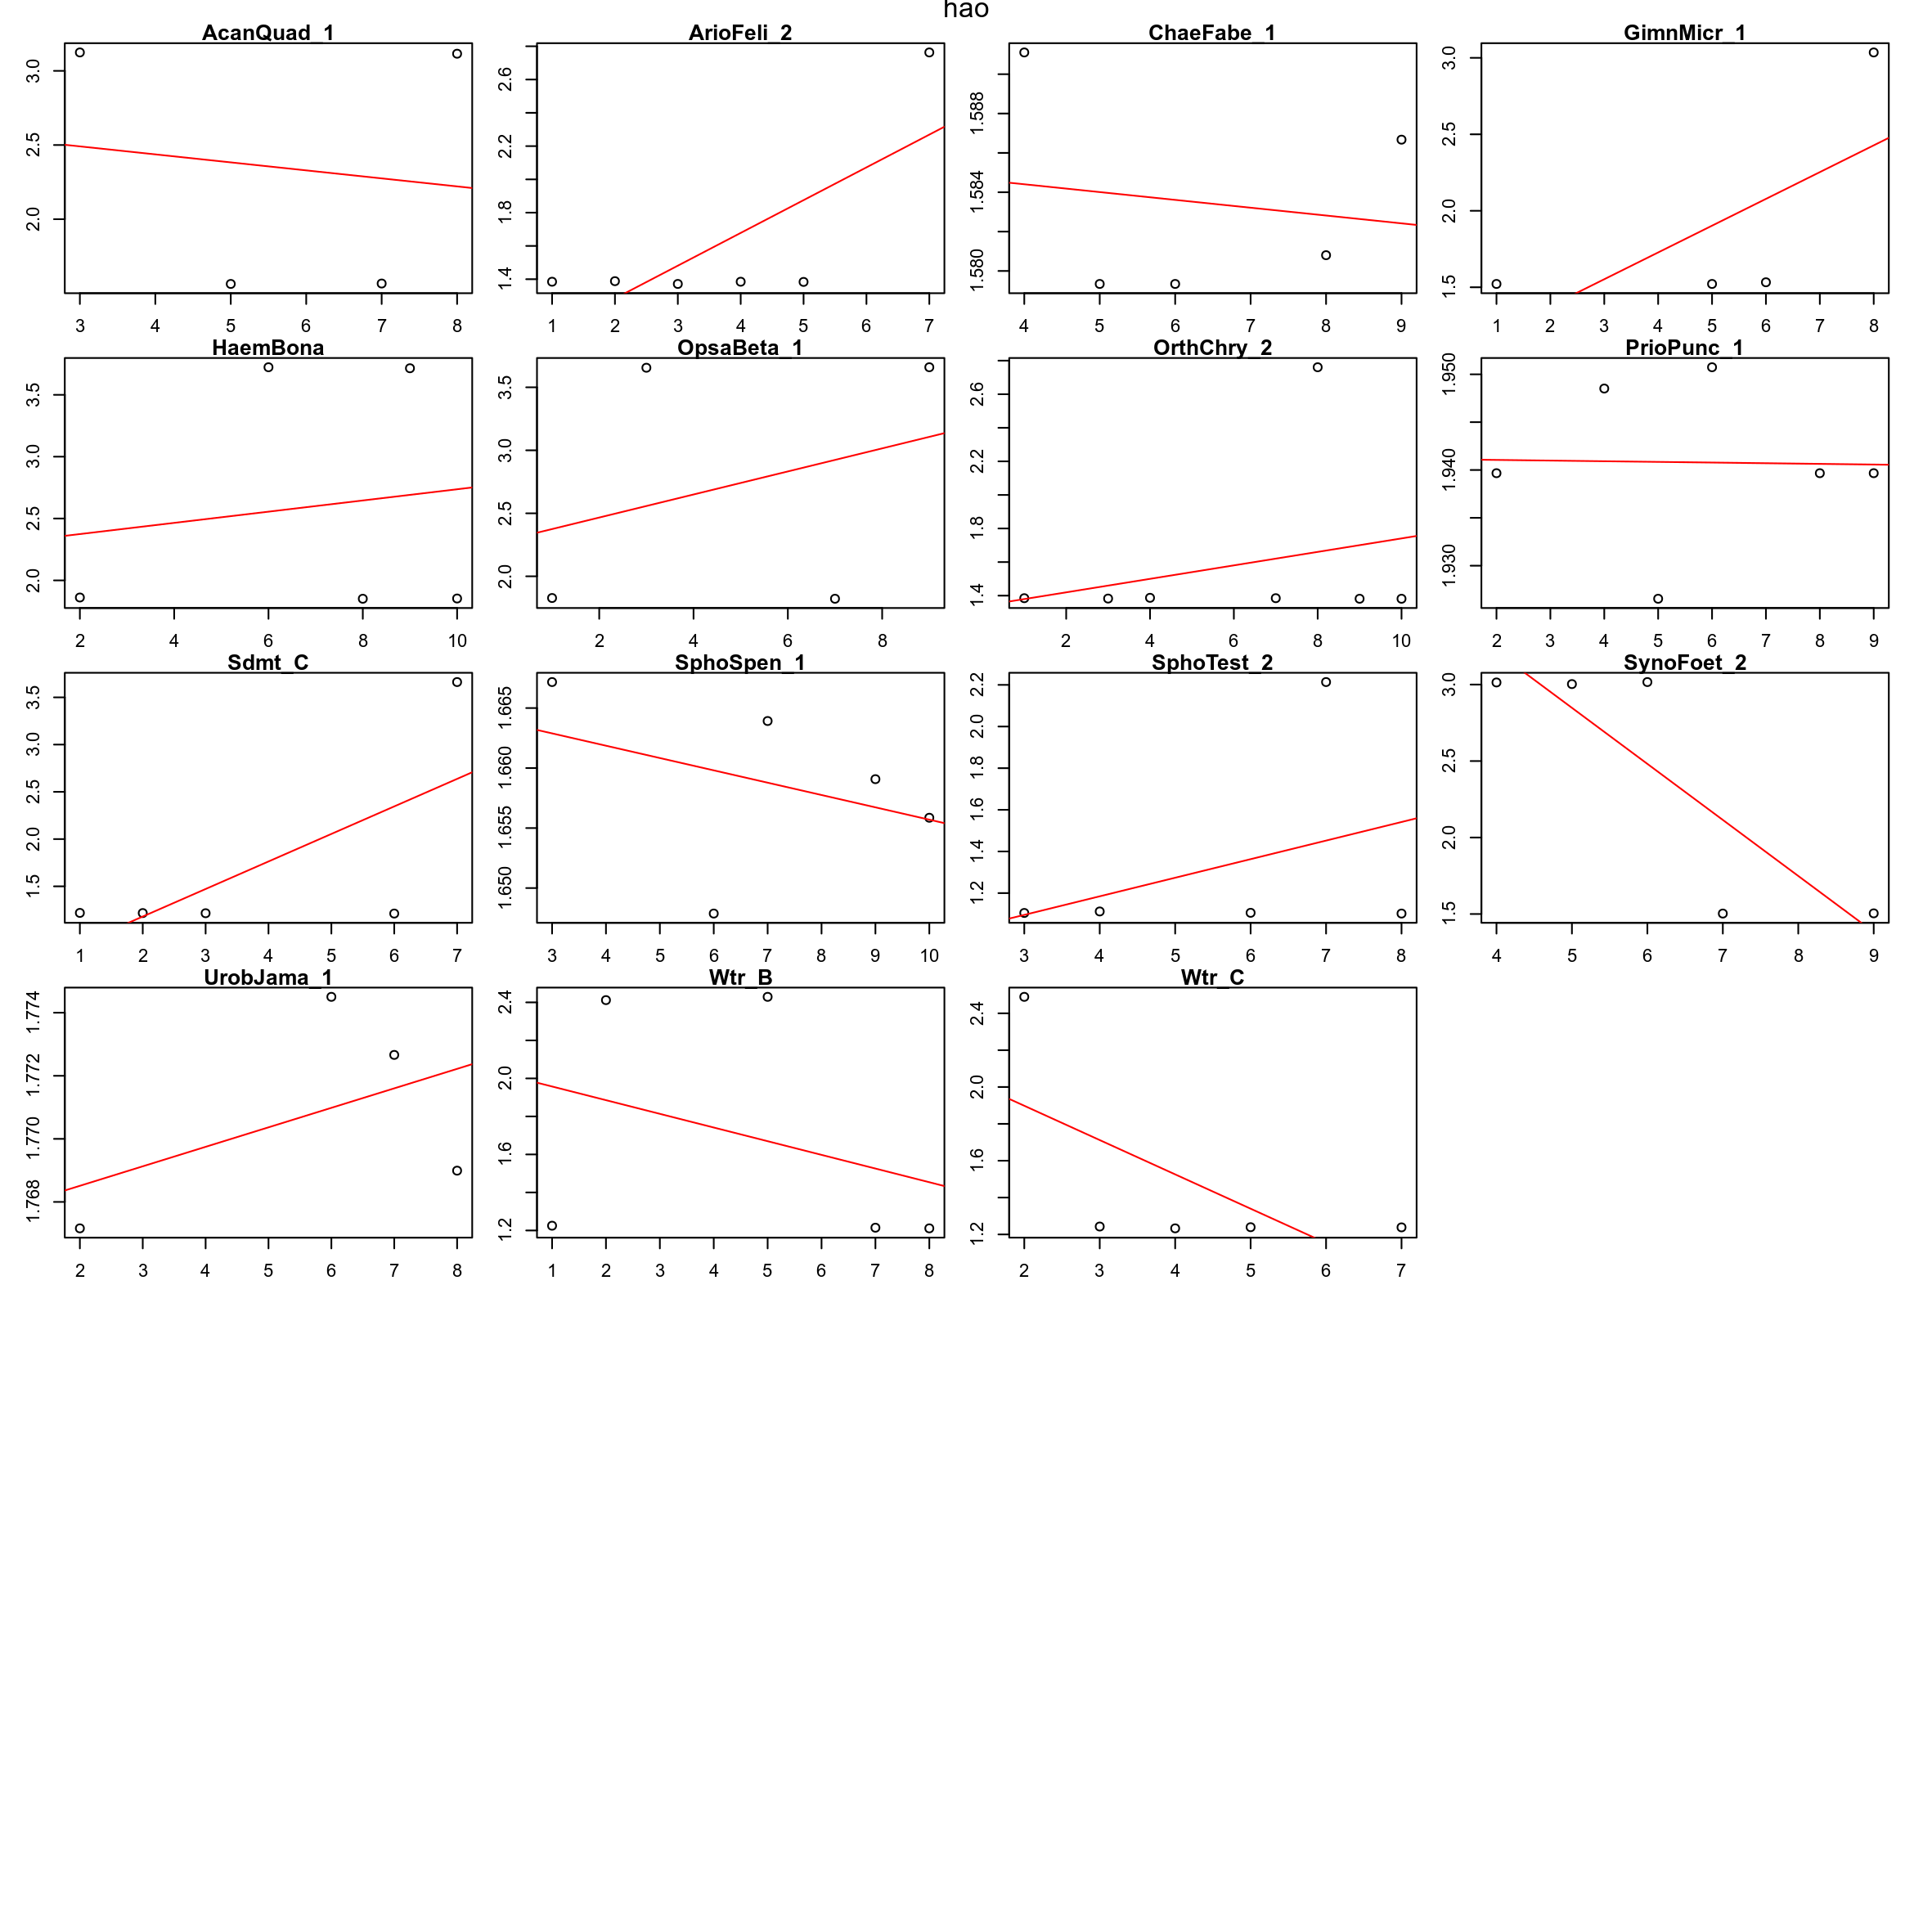 hao
AcanQuad_1 ArioFeli_2 ChaeFabe_1 GimnMicr_1
2.0 2.5 3.0 1.4 1.8 2.2 2.6 1.580 1.584 1.588 1.5 2.0 2.5 3.0
3 4 5 6 7 8 1 2 3 4 5 6 7 4 5 6 7 8 9 1 2 3 4 5 6 7 8
HaemBona OpsaBeta_1 OrthChry_2 PrioPunc_1
2.0 2.5 3.0 3.5 2.0 2.5 3.0 3.5 1.4 1.8 2.2 2.6 1.930 1.940 1.950
2 4 6 8 10 2 4 6 8 2 4 6 8 10 2 3 4 5 6 7 8 9
Sdmt_C SphoSpen_1 SphoTest_2 SynoFoet_2
1.5 2.0 2.5 3.0 3.5 1.650 1.655 1.660 1.665 1.2 1.4 1.6 1.8 2.0 2.2 1.5 2.0 2.5 3.0
1 2 3 4 5 6 7 3 4 5 6 7 8 9 10 3 4 5 6 7 8 4 5 6 7 8 9
UrobJama_1 Wtr_B Wtr_C
1.768 1.770 1.772 1.774 1.2 1.6 2.0 2.4 1.2 1.6 2.0 2.4
2 3 4 5 6 7 8 1 2 3 4 5 6 7 8 2 3 4 5 6 7